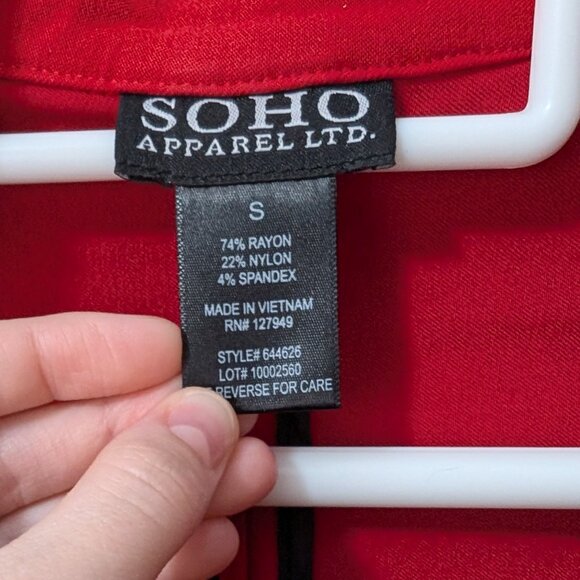 SOHO
APPAREL LTD.
S
74% RAYON
22% NYLON
4% SPANDEX
MADE IN VIETNAM
RN# 127949
STYLE# 644626
LOT# 10002560
REVERSE FOR CARE